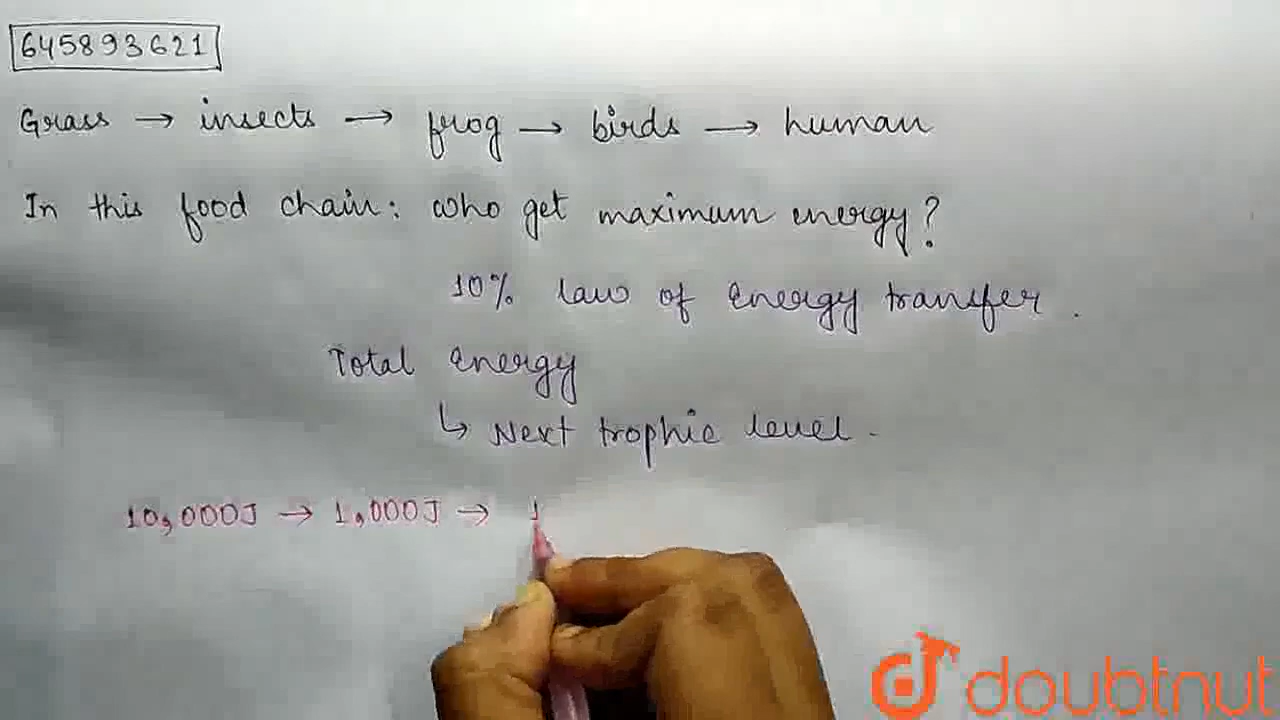 645893621
Grass → insects → frog → birds → human
In this food chain: who get maximum energy?
10% law of energy transfer.
Total energy
↳ Next trophic level.
10,000J → 1,000J → 1
doubtnut